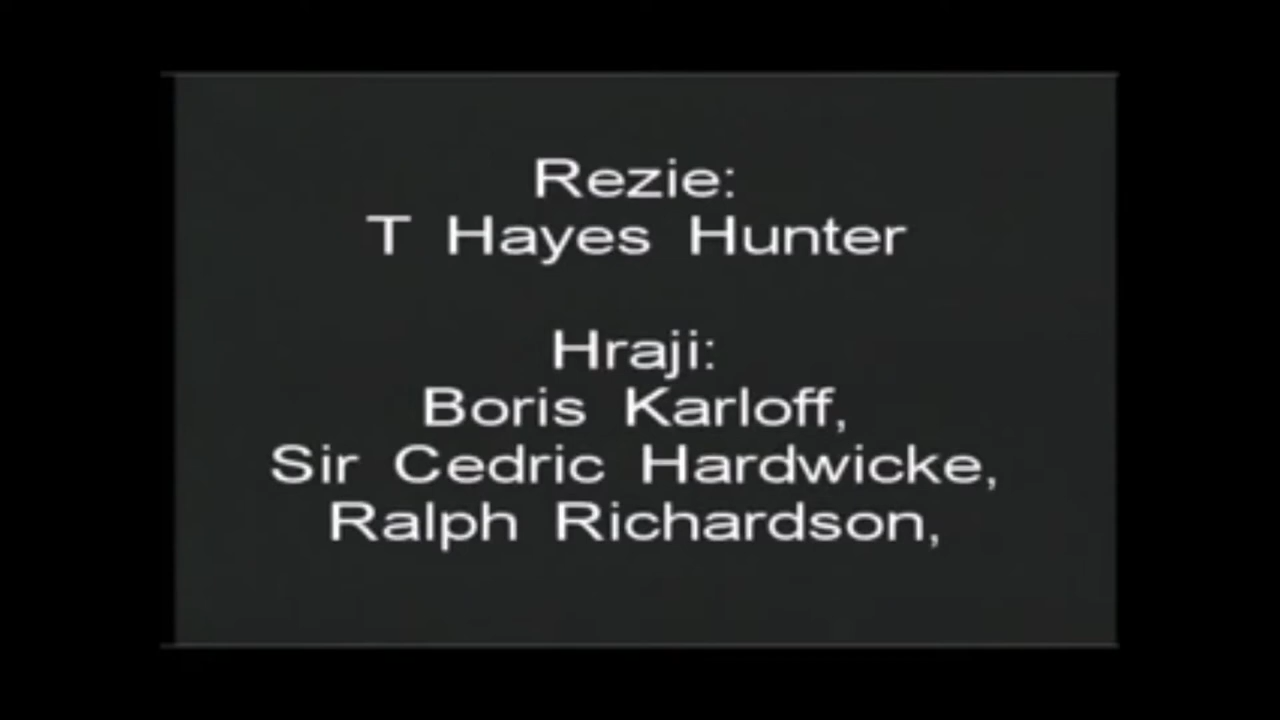 Rezie:
T Hayes Hunter
Hraji:
Boris Karloff,
Sir Cedric Hardwicke,
Ralph Richardson,